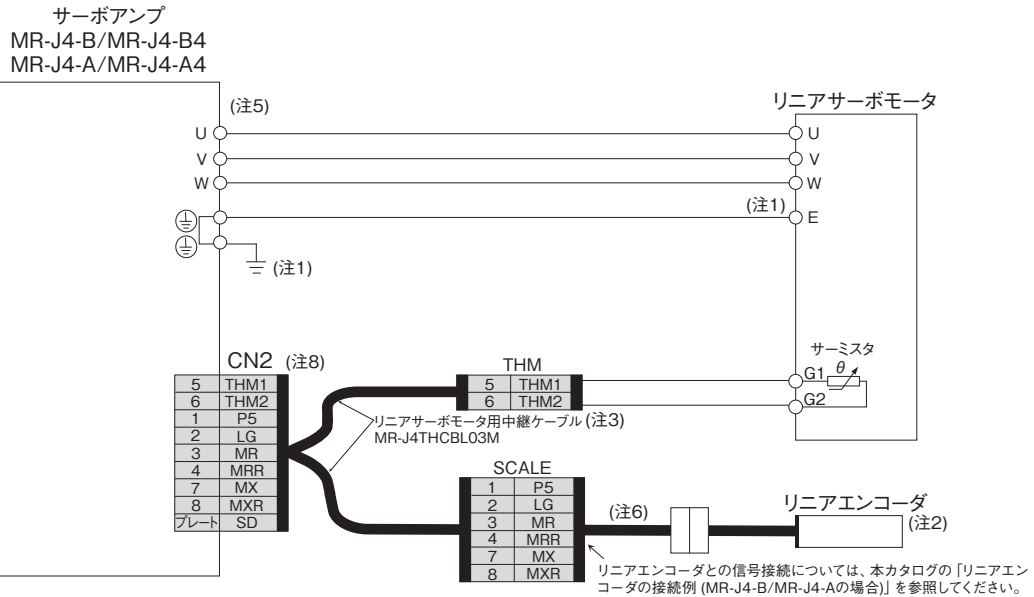 サーボアンプ
MR-J4-B/MR-J4-B4
MR-J4-A/MR-J4-A4
(注5)
リニアサーボモータ
U
V
W
U
V
W
(注1)
E
(注1)
サーミスタ
θ
G1
G2
CN2 (注8)
5 THM1
6 THM2
1 P5
2 LG
3 MR
4 MRR
7 MX
8 MXR
プレート SD
THM
5 THM1
6 THM2
リニアサーボモータ用中継ケーブル (注3)
MR-J4THCBL03M
SCALE
1 P5
2 LG
3 MR
4 MRR
7 MX
8 MXR
(注6)
リニアエンコーダ
(注2)
リニアエンコーダとの信号接続については、本カタログの「リニアエン
コーダの接続例 (MR-J4-B/MR-J4-Aの場合)」を参照してください。